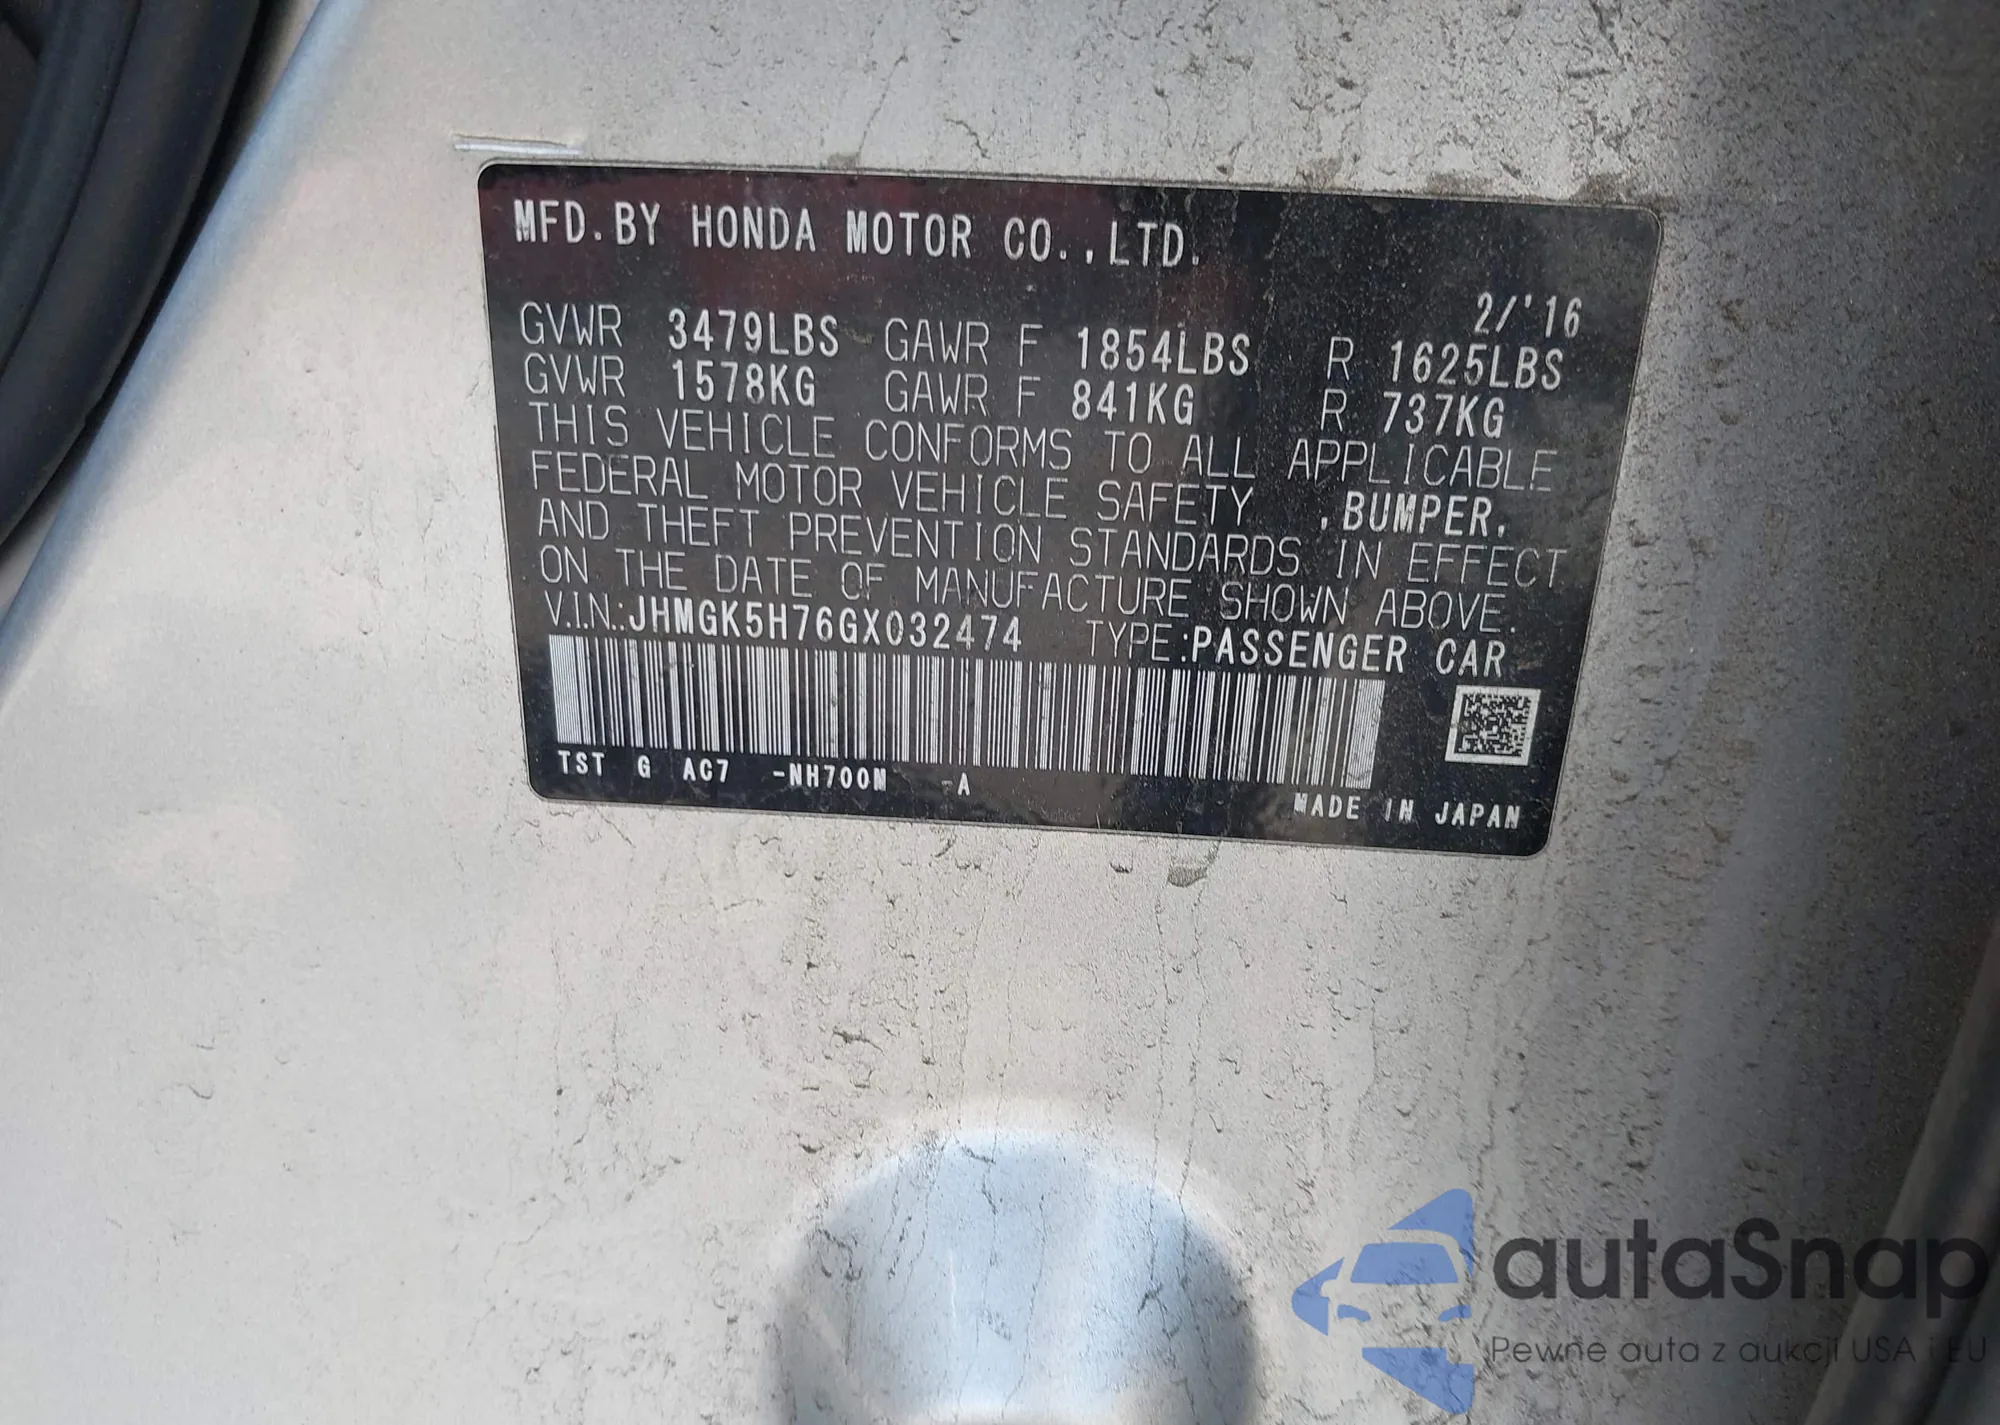 MFD.BY HONDA MOTOR CO.,LTD.
2/'16
GVWR 3479LBS GAWR F 1854LBS R 1625LBS
GVWR 1578KG GAWR F 841KG R 737KG
THIS VEHICLE CONFORMS TO ALL APPLICABLE
FEDERAL MOTOR VEHICLE SAFETY ,BUMPER,
AND THEFT PREVENTION STANDARDS IN EFFECT
ON THE DATE OF MANUFACTURE SHOWN ABOVE.
V.I.N.:JHMGK5H76GX032474 TYPE:PASSENGER CAR
TST G AC7 -NH700M -A
MADE IN JAPAN
autaSnap
Pewne auta z aukcji USA i EU